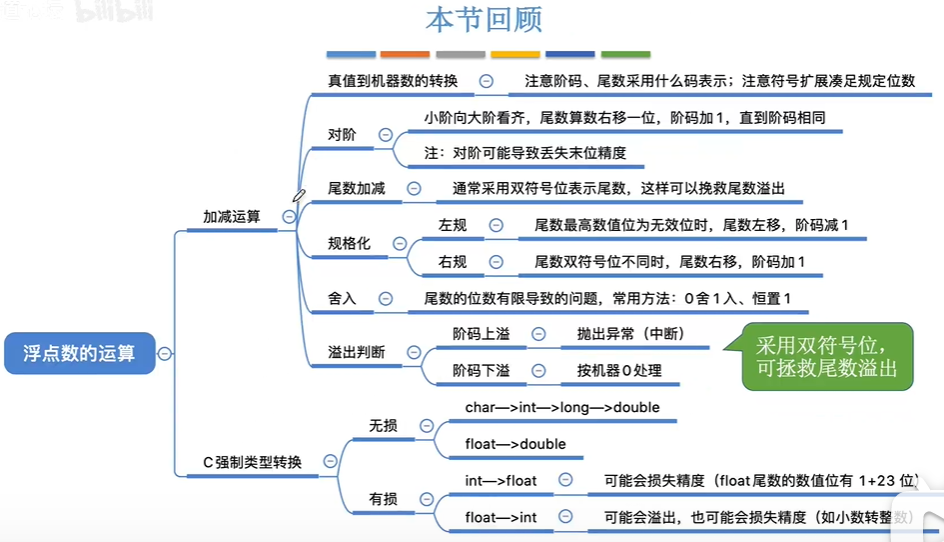 bilibili
本节回顾
真值到机器数的转换
注意阶码、尾数采用什么码表示；注意符号扩展凑足规定位数
对阶
小阶向大阶看齐，尾数算数右移一位，阶码加1，直到阶码相同
注：对阶可能导致丢失末位精度
尾数加减
通常采用双符号位表示尾数，这样可以挽救尾数溢出
加减运算
规格化
左规
尾数最高数值位为无效位时，尾数左移，阶码减1
右规
尾数双符号位不同时，尾数右移，阶码加1
舍入
尾数的位数有限导致的问题，常用方法：0舍1入、恒置1
溢出判断
阶码上溢
抛出异常（中断）
阶码下溢
按机器0处理
采用双符号位，
可拯救尾数溢出
浮点数的运算
C强制类型转换
无损
char—>int—>long—>double
float—>double
有损
int—>float
可能会损失精度（float尾数的数值位有 1+23 位）
float—>int
可能会溢出，也可能会损失精度（如小数转整数）